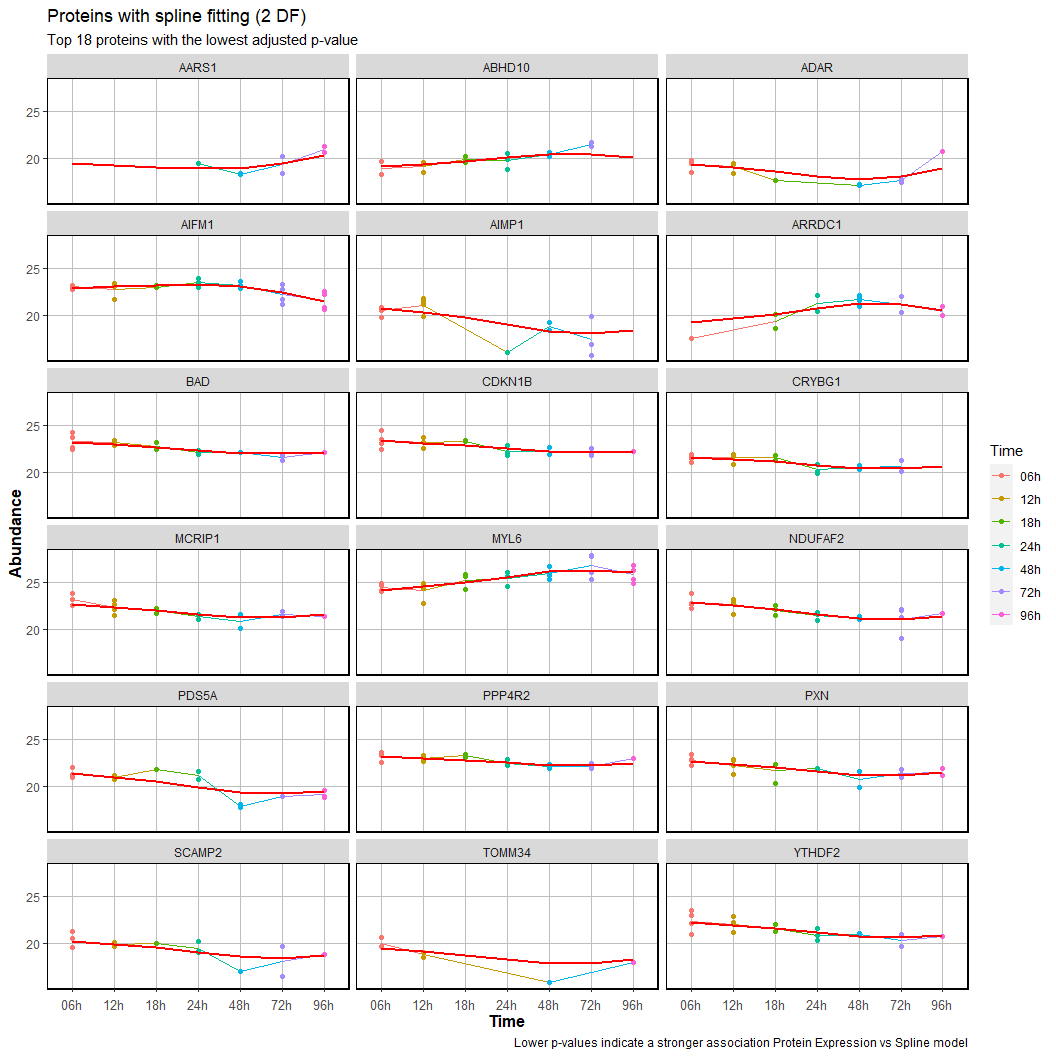 Proteins with spline fitting (2 DF)
Top 18 proteins with the lowest adjusted p-value
AARS1 ABHD10 ADAR
25
20
AIFM1 AIMP1 ARRDC1
25
20
BAD CDKN1B CRYBG1
25
20
MCRIP1 MYL6 NDUFAF2
25
20
PDS5A PPP4R2 PXN
25
20
SCAMP2 TOMM34 YTHDF2
25
20
06h 12h 18h 24h 48h 72h 96h 06h 12h 18h 24h 48h 72h 96h 06h 12h 18h 24h 48h 72h 96h
Abundance
Time
Time
06h
12h
18h
24h
48h
72h
96h
Lower p-values indicate a stronger association Protein Expression vs Spline model